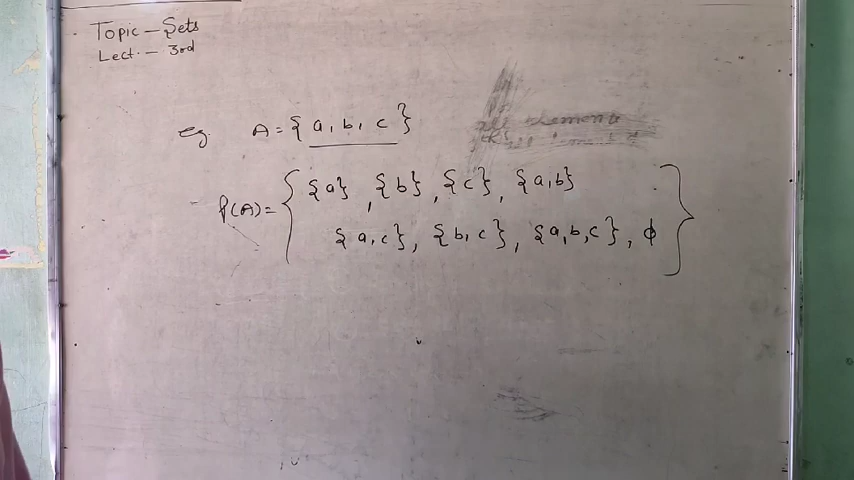 Topic – Sets
Lect. – 3rd
eg. A = { a, b, c }
P(A) = { {a}, {b}, {c}, {a,b}
{a,c}, {b,c}, {a,b,c}, ϕ }